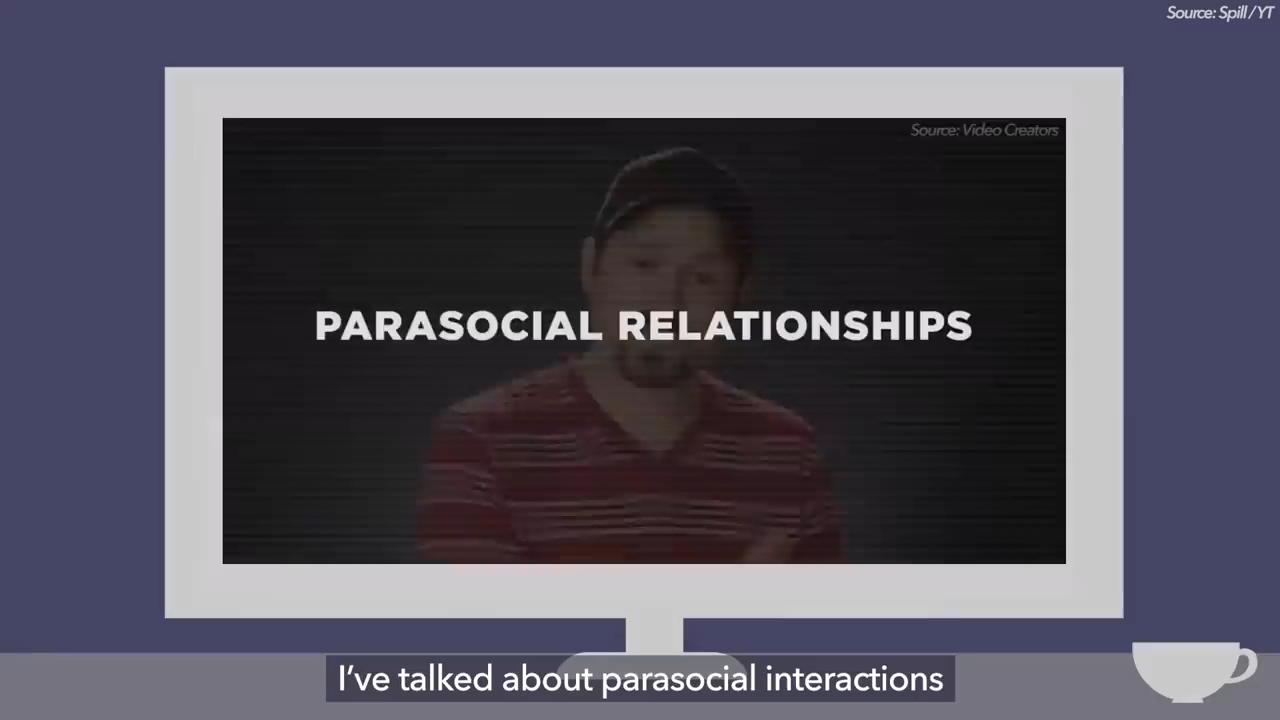 Source: Spill/YT
Source: Video Creators
PARASOCIAL RELATIONSHIPS
I've talked about parasocial interactions